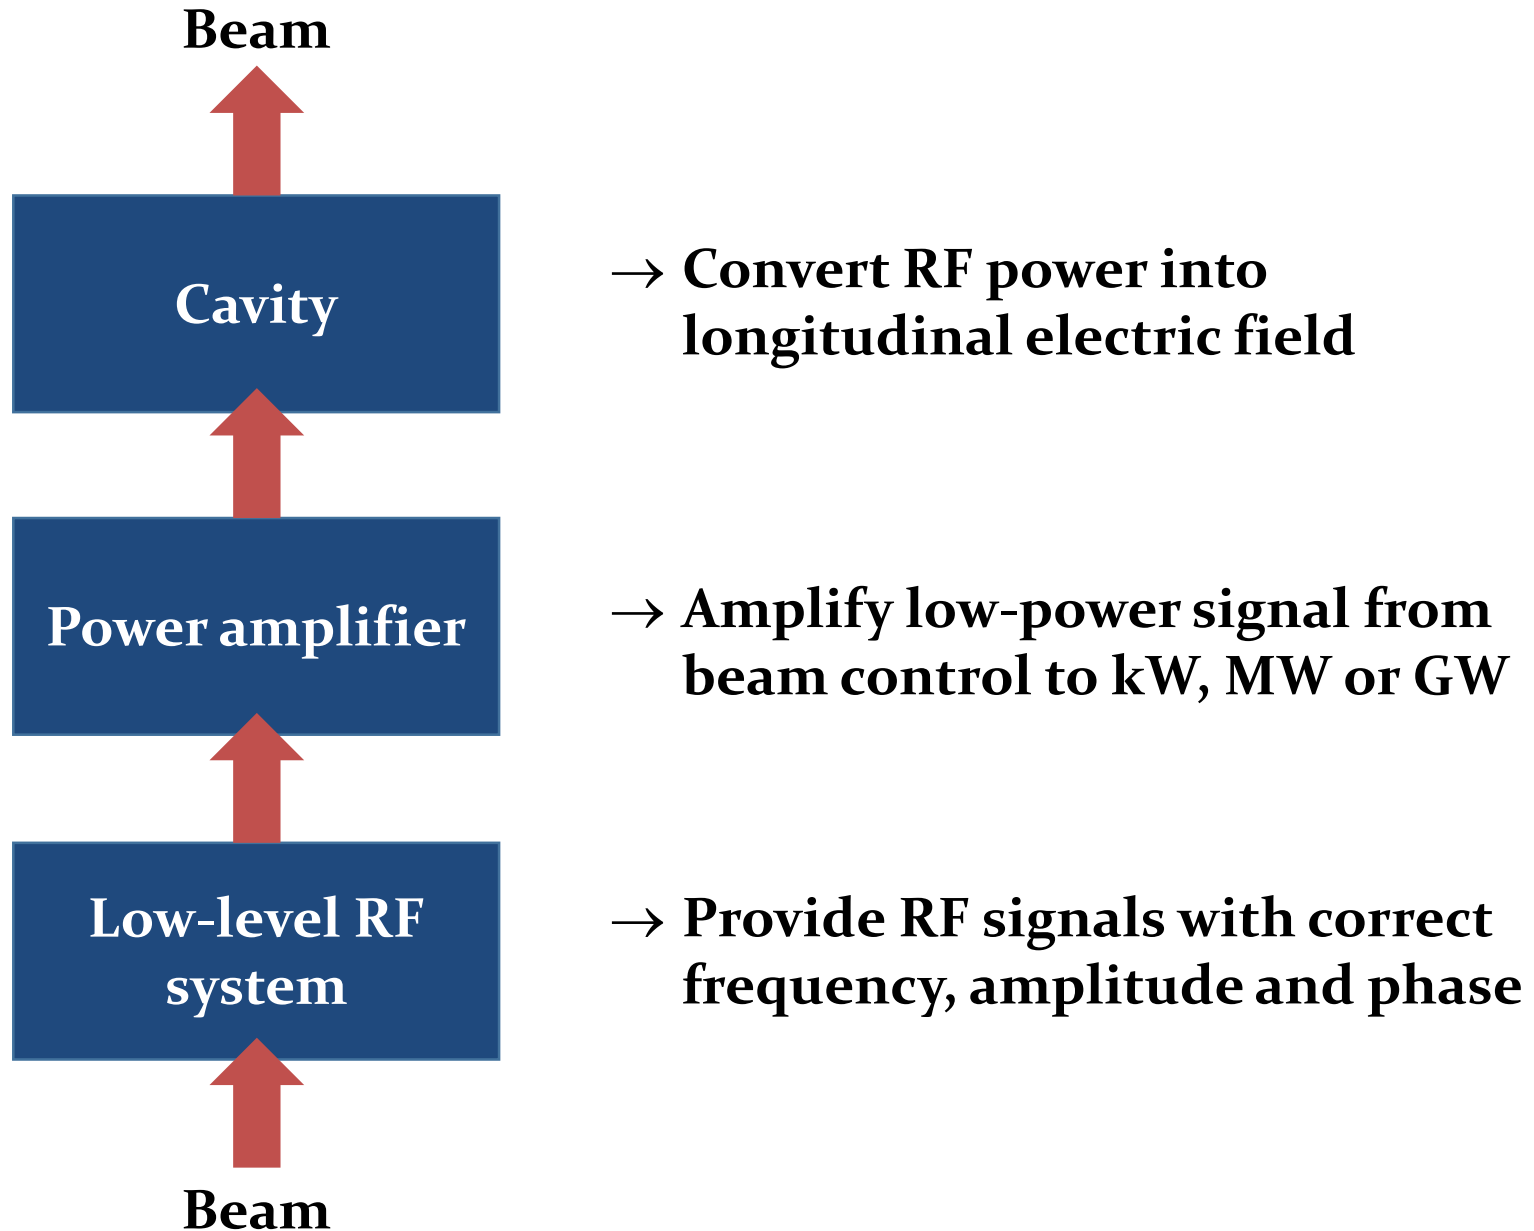 Beam
Cavity
→ Convert RF power into
longitudinal electric field
Power amplifier
→ Amplify low-power signal from
beam control to kW, MW or GW
Low-level RF
system
→ Provide RF signals with correct
frequency, amplitude and phase
Beam